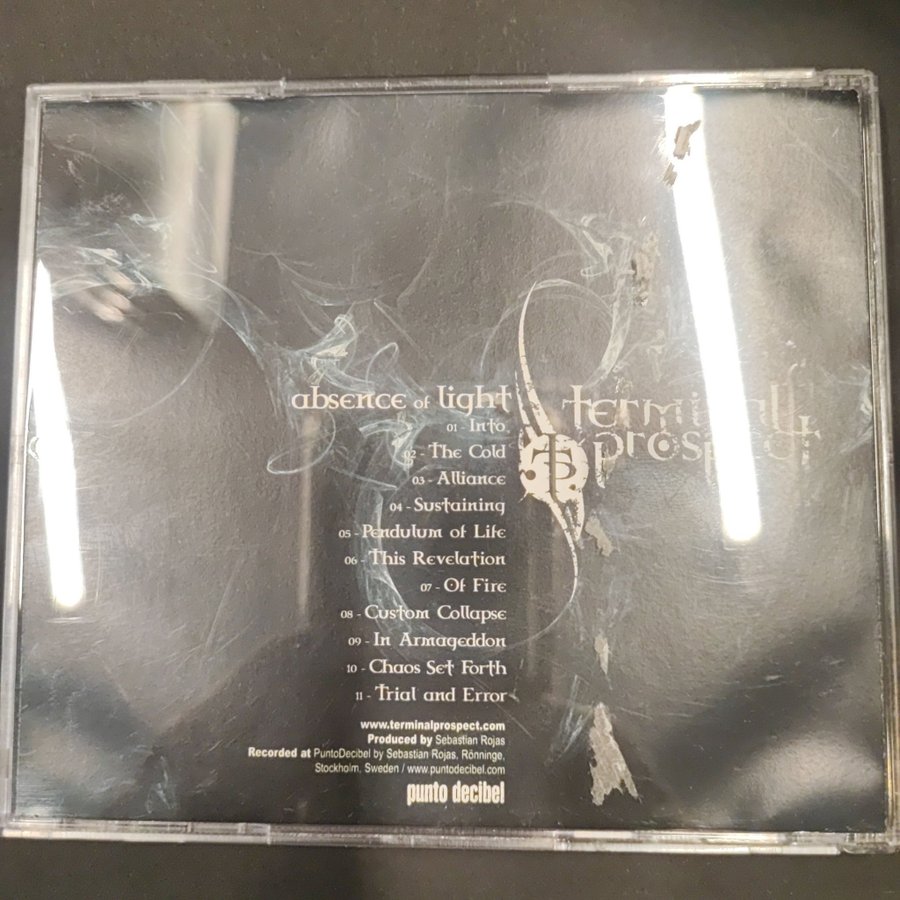 absence of light
01 - Into
02 - The Cold
03 - Alliance
04 - Sustaining
05 - Pendulum of Life
06 - This Revelation
07 - Of Fire
08 - Custom Collapse
09 - In Armageddon
10 - Chaos Set Forth
11 - Trial and Error
terminal
prospect
www.terminalprospect.com
Produced by Sebastian Rojas
Recorded at PuntoDecibel by Sebastian Rojas, Rönninge,
Stockholm, Sweden / www.puntodecibel.com
punto decibel